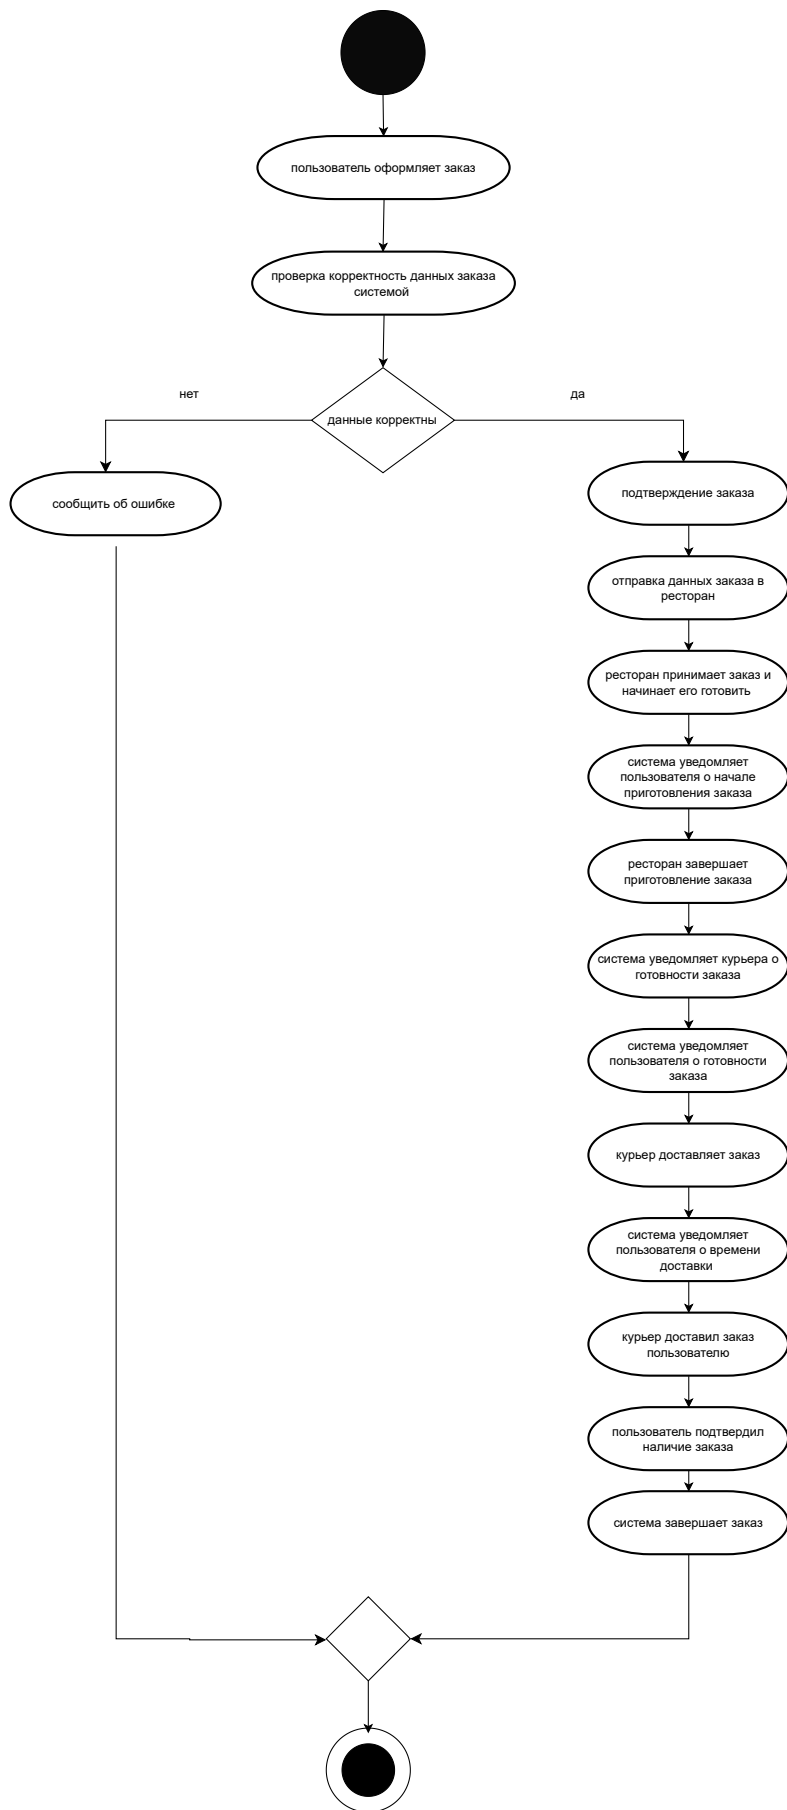 пользователь оформляет заказ
проверка корректность данных заказа
системой
нет
да
данные корректны
сообщить об ошибке
подтверждение заказа
отправка данных заказа в
ресторан
ресторан принимает заказ и
начинает его готовить
система уведомляет
пользователя о начале
приготовления заказа
ресторан завершает
приготовление заказа
система уведомляет курьера о
готовности заказа
система уведомляет
пользователя о готовности
заказа
курьер доставляет заказ
система уведомляет
пользователя о времени
доставки
курьер доставил заказ
пользователю
пользователь подтвердил
наличие заказа
система завершает заказ